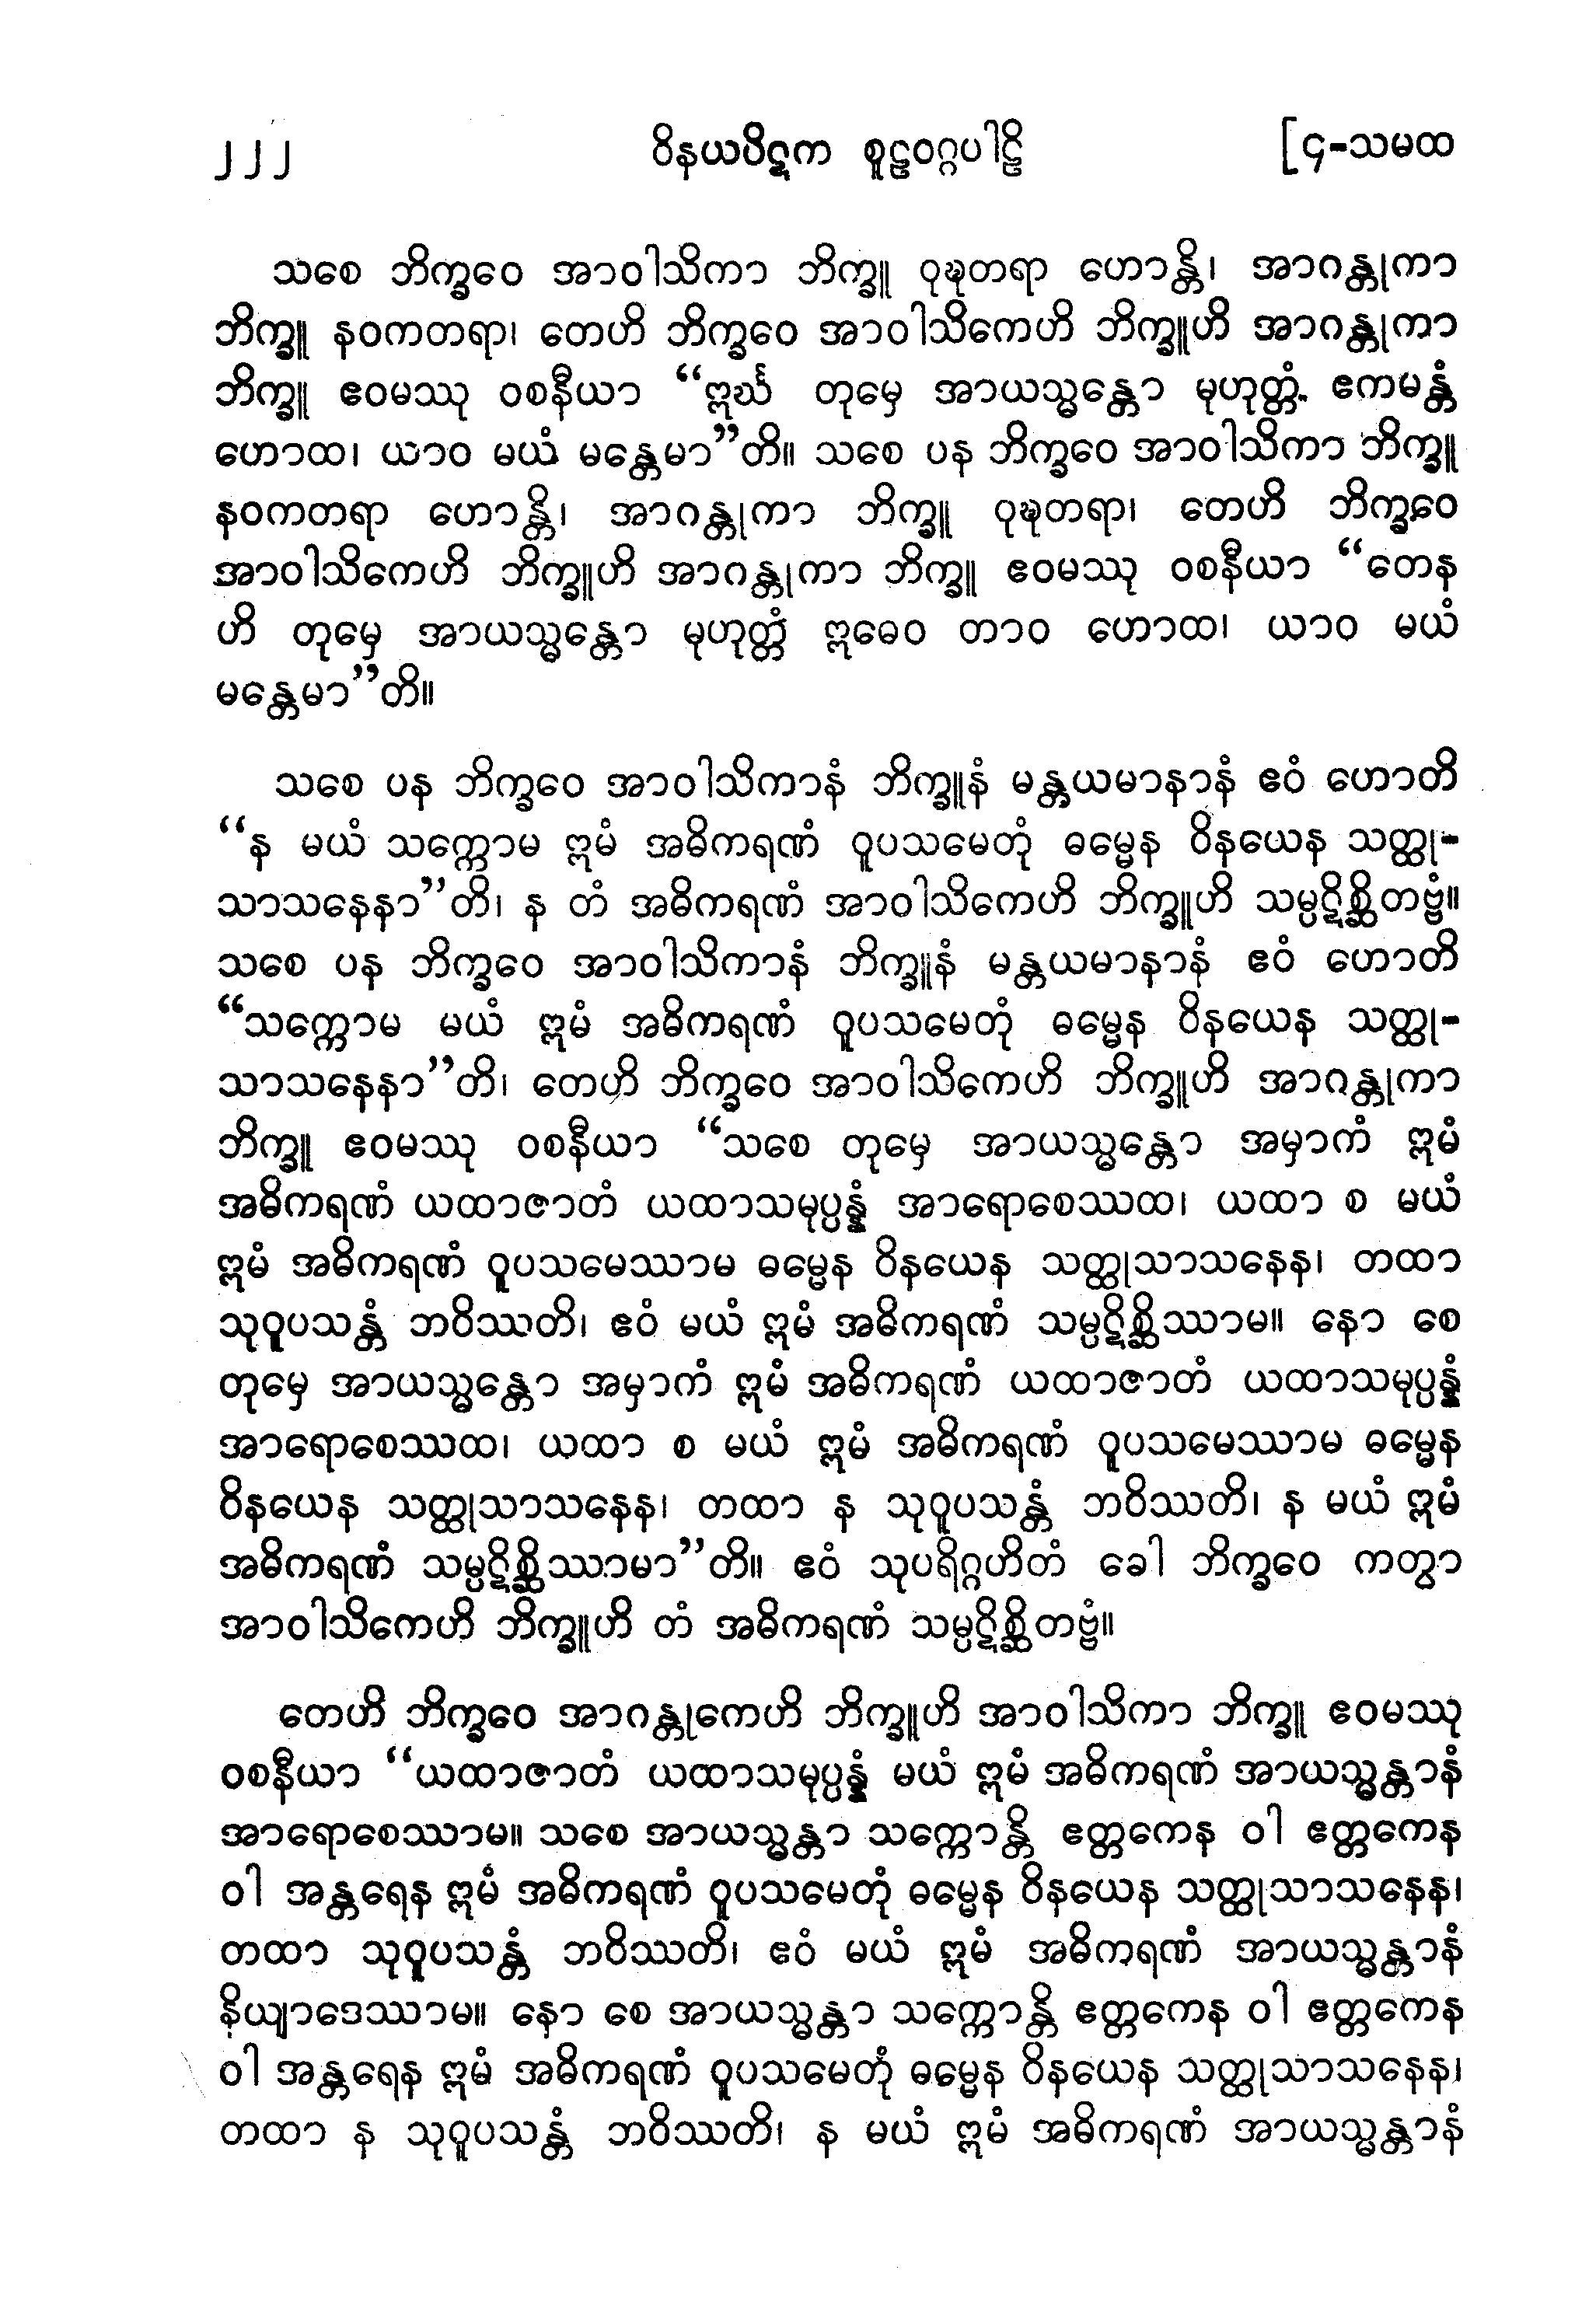 ၂၂၂ ဝိနယပိဋက စူဠဝဂ္ဂပါဠိ [၄-သမထ
သစေ ဘိက္ခဝေ အာဝါသိကာ ဘိက္ခူ ဝုဍ္ဎတရာ ဟောန္တိ၊ အာဂန္တုကာ
ဘိက္ခူ နဝကတရာ၊ တေဟိ ဘိက္ခဝေ အာဝါသိကေဟိ ဘိက္ခူဟိ အာဂန္တုကာ
ဘိက္ခူ ဧဝမဿု ဝစနီယာ “ဣင်္ဃ တုမှေ အာယသ္မန္တော မုဟုတ္တံ ဧကမန္တံ
ဟောထ၊ ယာဝ မယံ မန္တေမာ”တိ။ သစေ ပန ဘိက္ခဝေ အာဝါသိကာ ဘိက္ခူ
နဝကတရာ ဟောန္တိ၊ အာဂန္တုကာ ဘိက္ခူ ဝုဍ္ဎတရာ၊ တေဟိ ဘိက္ခဝေ
အာဝါသိကေဟိ ဘိက္ခူဟိ အာဂန္တုကာ ဘိက္ခူ ဧဝမဿု ဝစနီယာ “တေန
ဟိ တုမှေ အာယသ္မန္တော မုဟုတ္တံ ဣဓေဝ တာဝ ဟောထ၊ ယာဝ မယံ
မန္တေမာ”တိ။
သစေ ပန ဘိက္ခဝေ အာဝါသိကာနံ ဘိက္ခူနံ မန္တယမာနာနံ ဧဝံ ဟောတိ
“န မယံ သက္ကောမ ဣမံ အဓိကရဏံ ဝူပသမေတုံ ဓမ္မေန ဝိနယေန သတ္ထု-
သာသနေနာ”တိ၊ န တံ အဓိကရဏံ အာဝါသိကေဟိ ဘိက္ခူဟိ သမ္ပဋိစ္ဆိတဗ္ဗံ။
သစေ ပန ဘိက္ခဝေ အာဝါသိကာနံ ဘိက္ခူနံ မန္တယမာနာနံ ဧဝံ ဟောတိ
“သက္ကောမ မယံ ဣမံ အဓိကရဏံ ဝူပသမေတုံ ဓမ္မေန ဝိနယေန သတ္ထု-
သာသနေနာ”တိ၊ တေဟိ ဘိက္ခဝေ အာဝါသိကေဟိ ဘိက္ခူဟိ အာဂန္တုကာ
ဘိက္ခူ ဧဝမဿု ဝစနီယာ “သစေ တုမှေ အာယသ္မန္တော အမှာကံ ဣမံ
အဓိကရဏံ ယထာဇာတံ ယထာသမုပ္ပန္နံ အာရောစေဿထ၊ ယထာ စ မယံ
ဣမံ အဓိကရဏံ ဝူပသမေဿာမ ဓမ္မေန ဝိနယေန သတ္ထုသာသနေန၊ တထာ
သုဝူပသန္တံ ဘဝိဿတိ၊ ဧဝံ မယံ ဣမံ အဓိကရဏံ သမ္ပဋိစ္ဆိဿာမ။ နော စေ
တုမှေ အာယသ္မန္တော အမှာကံ ဣမံ အဓိကရဏံ ယထာဇာတံ ယထာသမုပ္ပန္နံ
အာရောစေဿထ၊ ယထာ စ မယံ ဣမံ အဓိကရဏံ ဝူပသမေဿာမ ဓမ္မေန
ဝိနယေန သတ္ထုသာသနေန၊ တထာ န သုဝူပသန္တံ ဘဝိဿတိ၊ န မယံ ဣမံ
အဓိကရဏံ သမ္ပဋိစ္ဆိဿာမာ”တိ။ ဧဝံ သုပရိဂ္ဂဟိတံ ခေါ ဘိက္ခဝေ ကတွာ
အာဝါသိကေဟိ ဘိက္ခူဟိ တံ အဓိကရဏံ သမ္ပဋိစ္ဆိတဗ္ဗံ။
တေဟိ ဘိက္ခဝေ အာဂန္တုကေဟိ ဘိက္ခူဟိ အာဝါသိကာ ဘိက္ခူ ဧဝမဿု
ဝစနီယာ “ယထာဇာတံ ယထာသမုပ္ပန္နံ မယံ ဣမံ အဓိကရဏံ အာယသ္မန္တာနံ
အာရောစေဿာမ။ သစေ အာယသ္မန္တာ သက္ကောန္တိ ဧတ္တကေန ဝါ ဧတ္တကေန
ဝါ အန္တရေန ဣမံ အဓိကရဏံ ဝူပသမေတုံ ဓမ္မေန ဝိနယေန သတ္ထုသာသနေန၊
တထာ သုဝူပသန္တံ ဘဝိဿတိ၊ ဧဝံ မယံ ဣမံ အဓိကရဏံ အာယသ္မန္တာနံ
နိယျာဒေဿာမ။ နော စေ အာယသ္မန္တာ သက္ကောန္တိ ဧတ္တကေန ဝါ ဧတ္တကေန
ဝါ အန္တရေန ဣမံ အဓိကရဏံ ဝူပသမေတုံ ဓမ္မေန ဝိနယေန သတ္ထုသာသနေန၊
တထာ န သုဝူပသန္တံ ဘဝိဿတိ၊ န မယံ ဣမံ အဓိကရဏံ အာယသ္မန္တာနံ